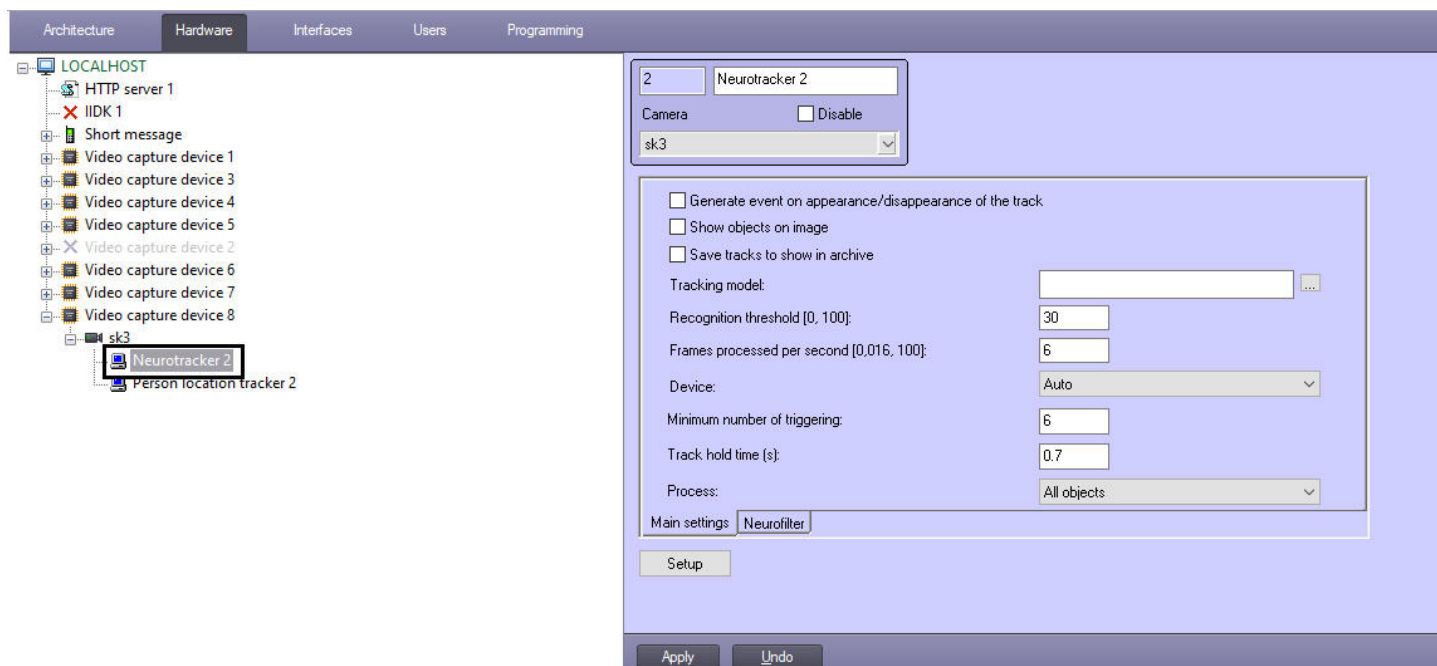 Architecture Hardware Interfaces Users Programming
LOCALHOST
HTTP server 1
IIDK 1
Short message
Video capture device 1
Video capture device 3
Video capture device 4
Video capture device 5
Video capture device 2
Video capture device 6
Video capture device 7
Video capture device 8
sk3
Neurotracker 2
Person location tracker 2
2 Neurotracker 2
Camera Disable
sk3
Generate event on appearance/disappearance of the track
Show objects on image
Save tracks to show in archive
Tracking model: ...
Recognition threshold [0, 100]: 30
Frames processed per second [0,016, 100]: 6
Device: Auto
Minimum number of triggering: 6
Track hold time (s): 0.7
Process: All objects
Main settings Neurofilter
Setup
Apply Undo